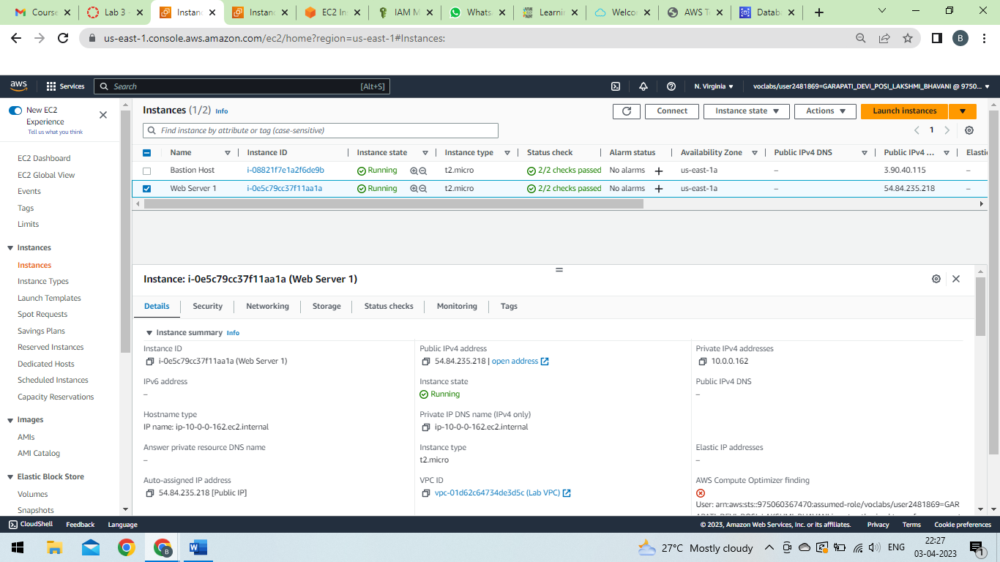 Course
Lab 3 -
Instanc
Instanc
EC2 In
IAM M
Whats
Learnin
Welcor
AWS Te
Datab
us-east-1.console.aws.amazon.com/ec2/home?region=us-east-1#Instances:
B
aws
Services
Search
[Alt+S]
N. Virginia
voclabs/user2481869=GARAPATI_DEVI_POSI_LAKSHMI_BHAVANI @ 9750...
New EC2
Experience
Tell us what you think
EC2 Dashboard
EC2 Global View
Events
Tags
Limits
Instances
Instances
Instance Types
Launch Templates
Spot Requests
Savings Plans
Reserved Instances
Dedicated Hosts
Scheduled Instances
Capacity Reservations
Images
AMIs
AMI Catalog
Elastic Block Store
Volumes
Snapshots
Instances (1/2) Info
Connect
Instance state
Actions
Launch instances
Find instance by attribute or tag (case-sensitive)
1
Name Instance ID Instance state Instance type Status check Alarm status Availability Zone Public IPv4 DNS Public IPv4 ... Elastic
Bastion Host i-08821f7e1a2f6de9b Running t2.micro 2/2 checks passed No alarms + us-east-1a – 3.90.40.115 –
Web Server 1 i-0e5c79cc37f11aa1a Running t2.micro 2/2 checks passed No alarms + us-east-1a – 54.84.235.218 –
Instance: i-0e5c79cc37f11aa1a (Web Server 1)
Details Security Networking Storage Status checks Monitoring Tags
Instance summary Info
Instance ID
i-0e5c79cc37f11aa1a (Web Server 1)
Public IPv4 address
54.84.235.218 | open address
Private IPv4 addresses
10.0.0.162
IPv6 address
–
Instance state
Running
Public IPv4 DNS
–
Hostname type
IP name: ip-10-0-0-162.ec2.internal
Private IP DNS name (IPv4 only)
ip-10-0-0-162.ec2.internal
Answer private resource DNS name
–
Instance type
t2.micro
Elastic IP addresses
–
Auto-assigned IP address
54.84.235.218 [Public IP]
VPC ID
vpc-01d62c64734de3d5c (Lab VPC)
AWS Compute Optimizer finding
User: arn:aws:sts::975060367470:assumed-role/voclabs/user2481869=GAR
CloudShell
Feedback
Language
© 2023, Amazon Web Services, Inc. or its affiliates.
Privacy
Terms
Cookie preferences
B
W
27°C Mostly cloudy
ENG
22:27
03-04-2023
1